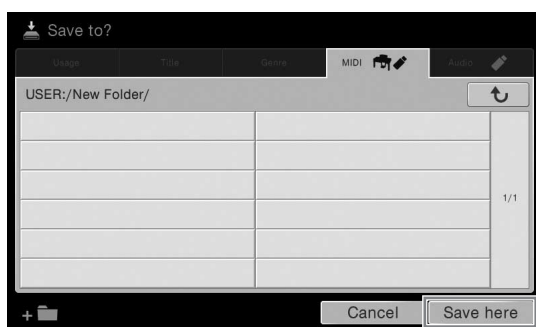 Save to?
Usage Title Genre MIDI Audio
USER:/New Folder/
1/1
+
Cancel Save here